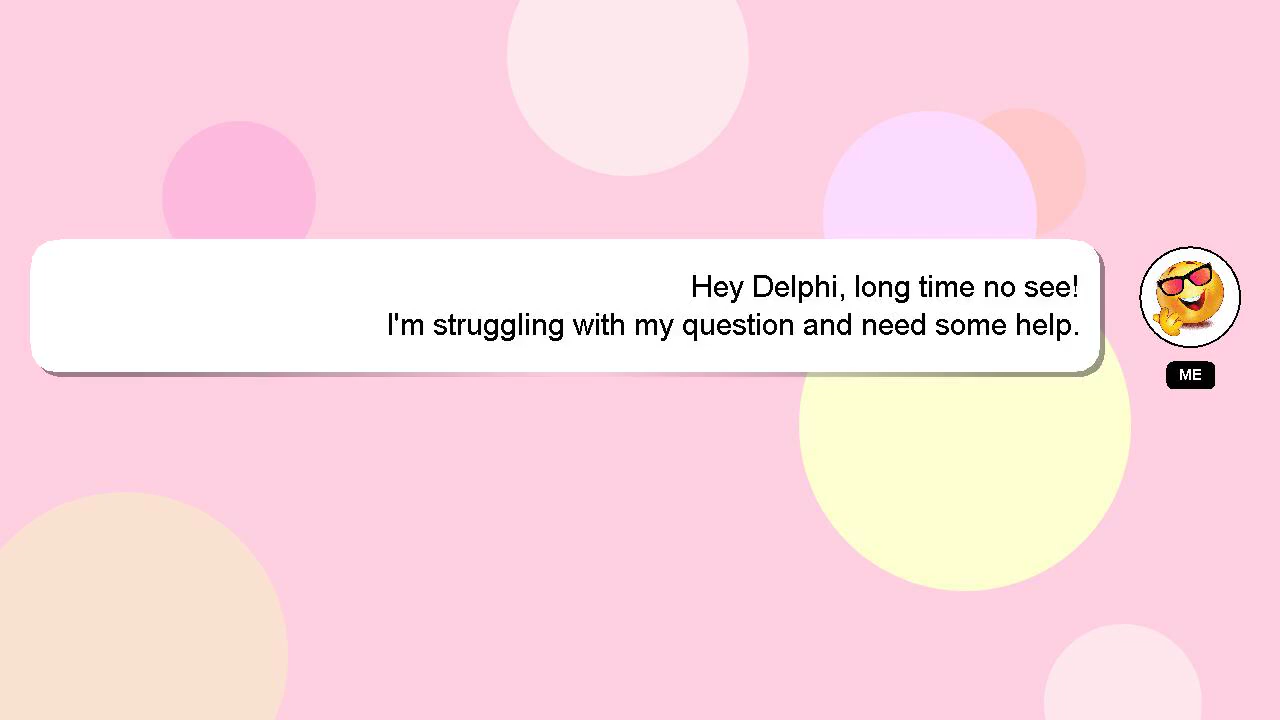 Hey Delphi, long time no see!
I'm struggling with my question and need some help.
ME